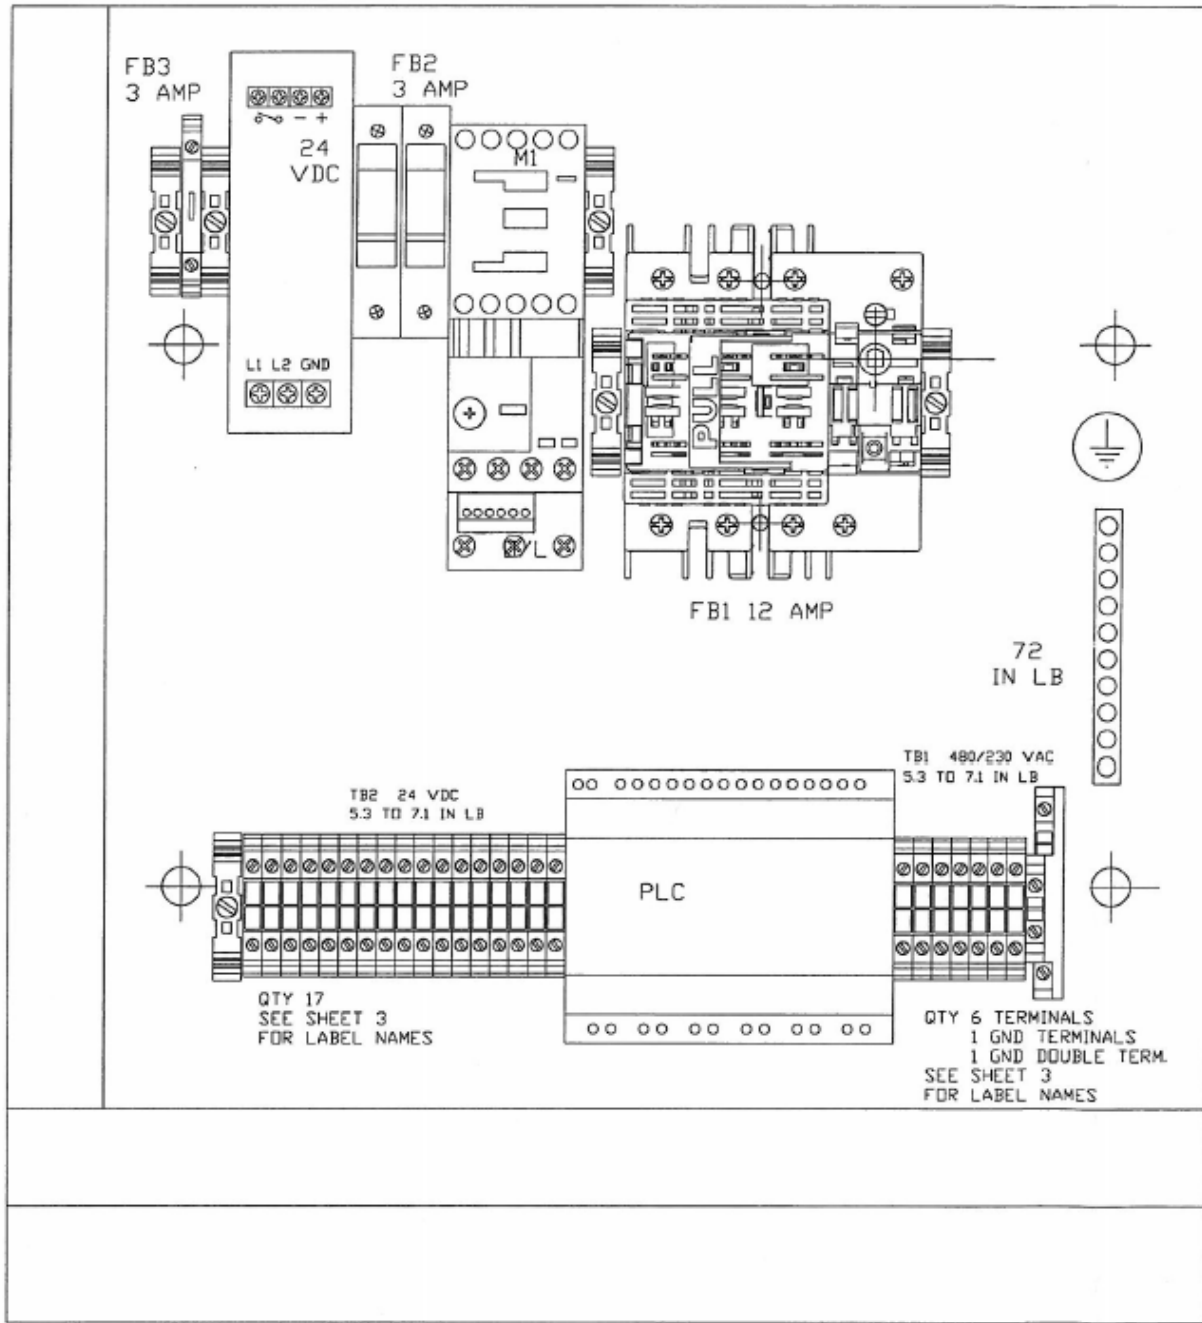 FB3
3 AMP
FB2
3 AMP
- +
24
VDC
M1
L1 L2 GND
PULL
O/L
FB1 12 AMP
72
IN LB
TB1 480/230 VAC
5.3 TO 7.1 IN LB
TB2 24 VDC
5.3 TO 7.1 IN LB
PLC
QTY 17
SEE SHEET 3
FOR LABEL NAMES
QTY 6 TERMINALS
1 GND TERMINALS
1 GND DOUBLE TERM.
SEE SHEET 3
FOR LABEL NAMES